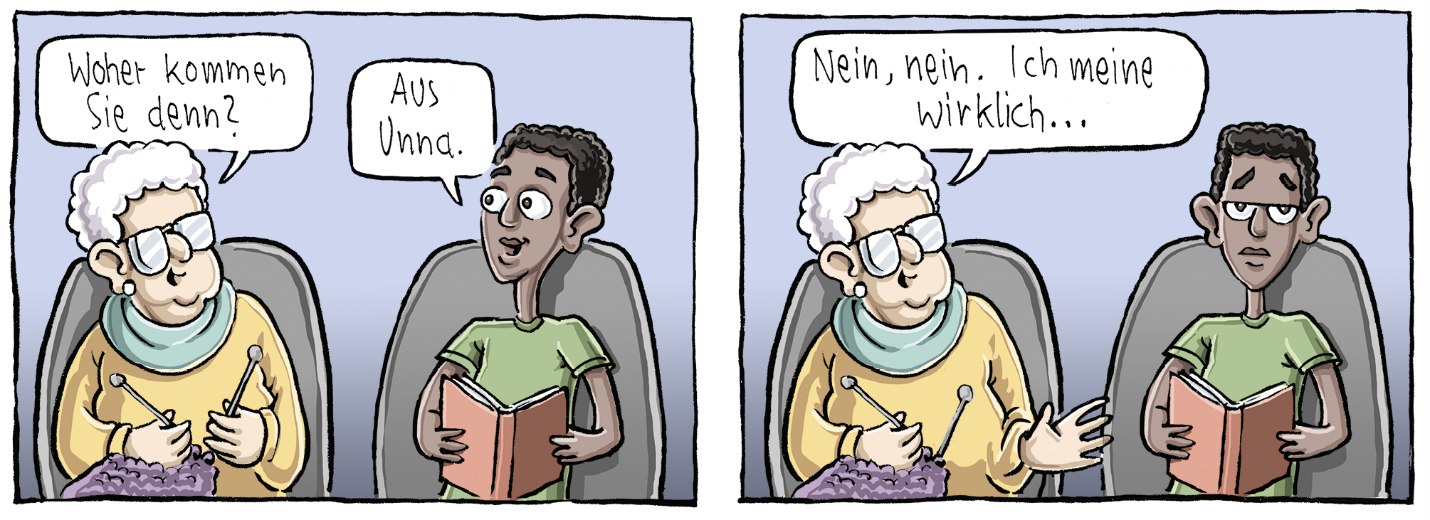 Woher kommen
Sie denn?
Aus
Unna.
Nein, nein. Ich meine
wirklich...